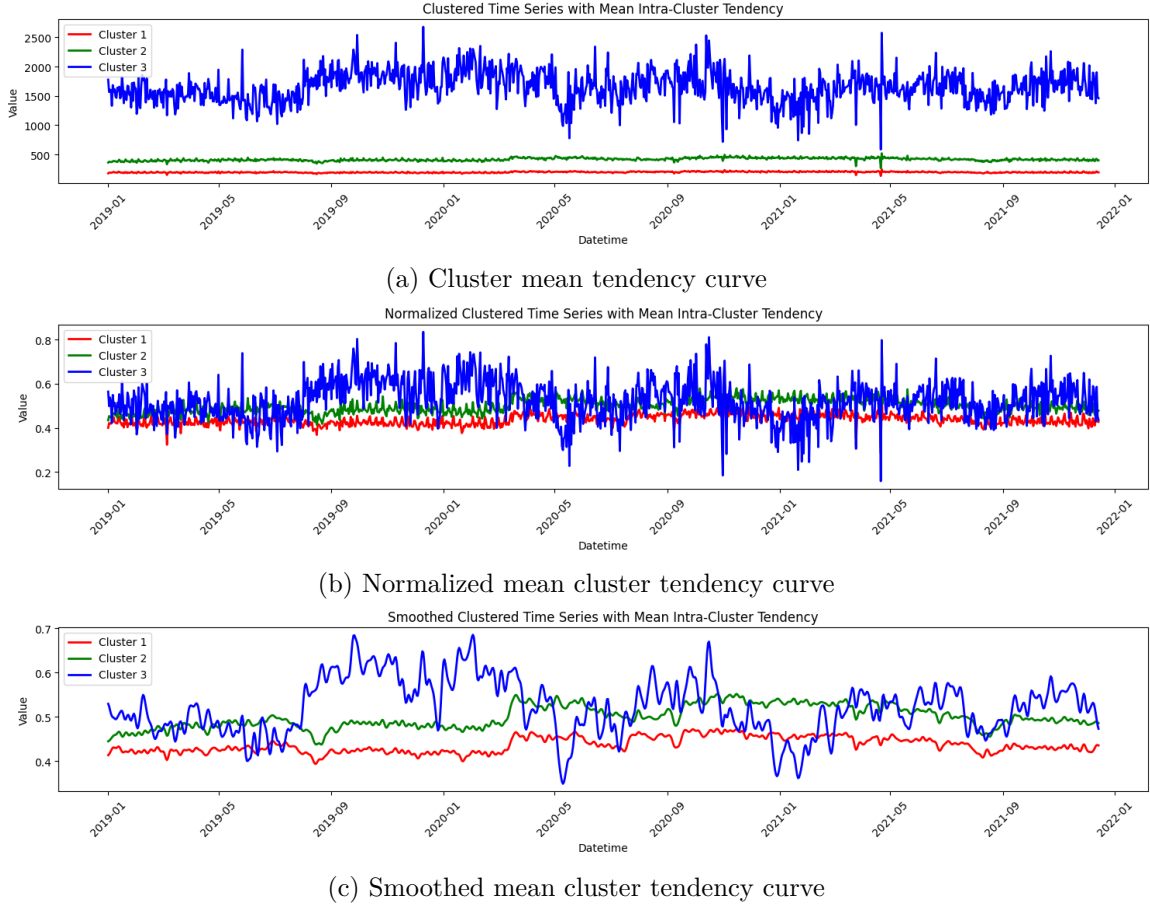 Clustered Time Series with Mean Intra-Cluster Tendency
Cluster 1
Cluster 2
Cluster 3
2500
2000
1500
1000
500
Value
2019-01
2019-05
2019-09
2020-01
2020-05
2020-09
2021-01
2021-05
2021-09
2022-01
Datetime
(a) Cluster mean tendency curve
Normalized Clustered Time Series with Mean Intra-Cluster Tendency
Cluster 1
Cluster 2
Cluster 3
0.8
0.6
0.4
0.2
Value
2019-01
2019-05
2019-09
2020-01
2020-05
2020-09
2021-01
2021-05
2021-09
2022-01
Datetime
(b) Normalized mean cluster tendency curve
Smoothed Clustered Time Series with Mean Intra-Cluster Tendency
Cluster 1
Cluster 2
Cluster 3
0.7
0.6
0.5
0.4
Value
2019-01
2019-05
2019-09
2020-01
2020-05
2020-09
2021-01
2021-05
2021-09
2022-01
Datetime
(c) Smoothed mean cluster tendency curve